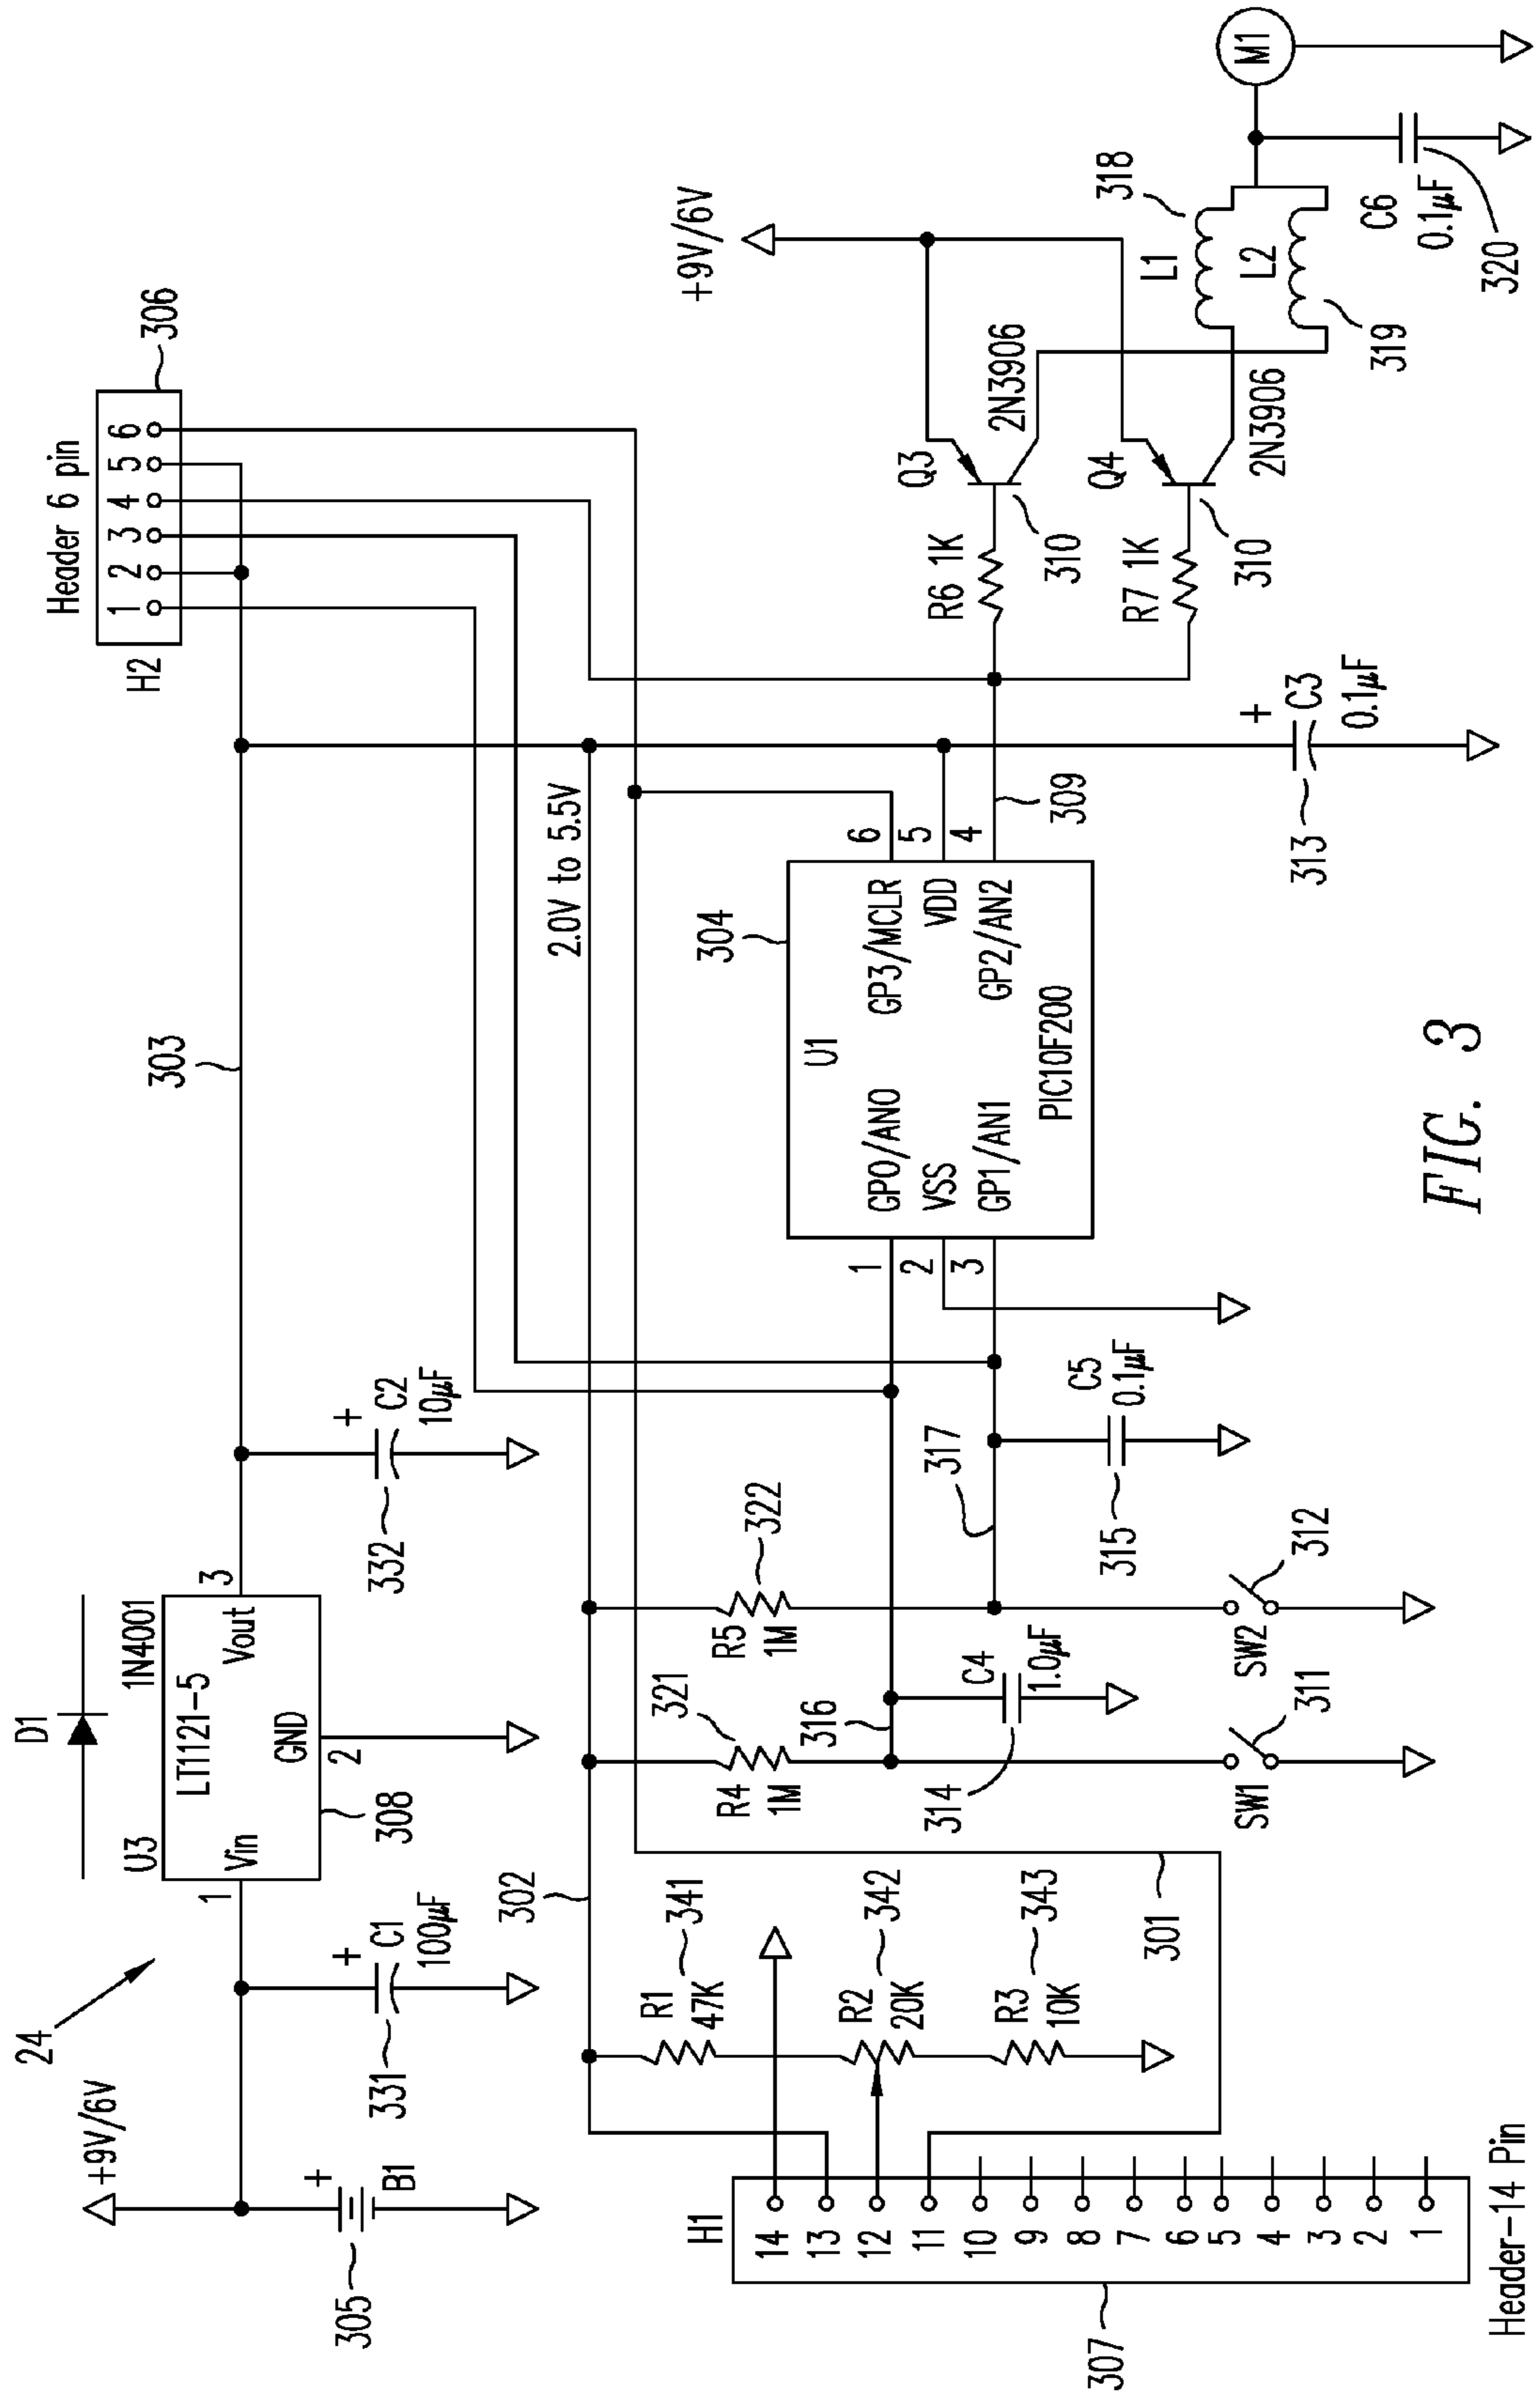 24
+9V/6V
305
+
B1
331
+
C1
100µF
D1
1N4001
U3
LT1121-5
Vin
Vout
GND
1
2
3
308
332
+
C2
10µF
303
Header 6 pin
1 2 3 4 5 6
H2
306
302
2.0V to 5.5V
H1
14
13
12
11
10
9
8
7
6
5
4
3
2
1
307
Header-14 Pin
R1
47K
341
R2
20K
342
R3
10K
343
301
R4
1M
321
R5
1M
322
316
C4
1.0µF
314
317
C5
0.1µF
315
SW1
311
SW2
312
304
U1
GP0/AN0
VSS
GP1/AN1
GP3/MCLR
VDD
GP2/AN2
PIC10F200
1
2
3
6
5
4
309
+
C3
0.1µF
313
R6 1K
R7 1K
Q3
2N3906
310
Q4
2N3906
310
+9V/6V
L1
318
L2
319
C6
0.1µF
320
M1
FIG. 3